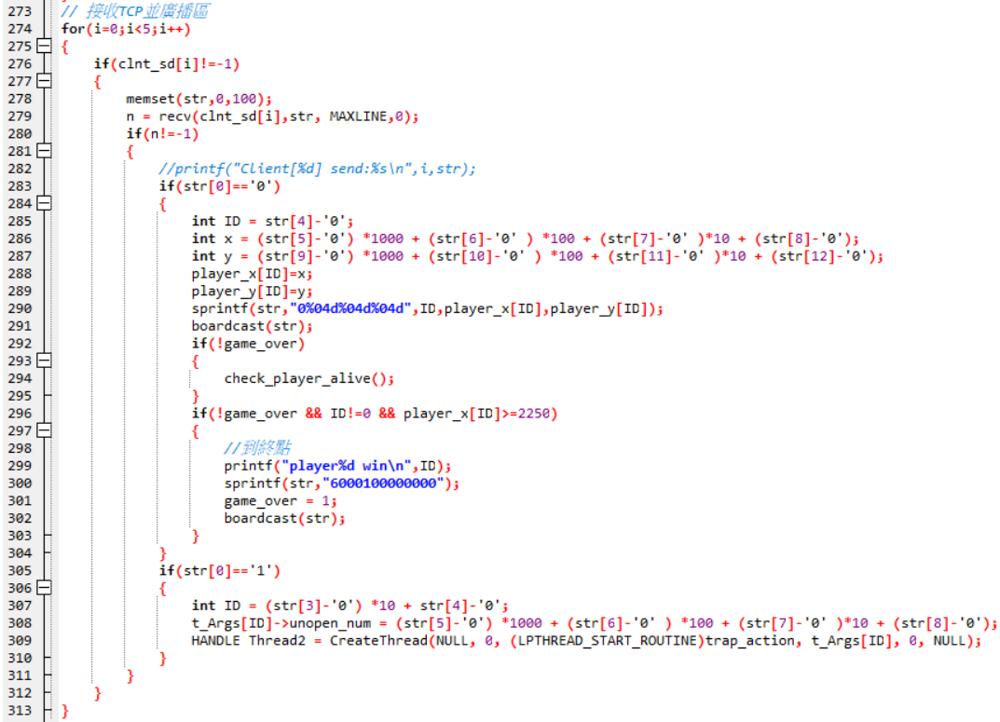 273 // 接收TCP並廣播區
274 for(i=0;i<5;i++)
275 {
276 if(clnt_sd[i]!=-1)
277 {
278 memset(str,0,100);
279 n = recv(clnt_sd[i],str, MAXLINE,0);
280 if(n!=-1)
281 {
282 //printf("Client[%d] send:%s\n",i,str);
283 if(str[0]=='0')
284 {
285 int ID = str[4]-'0';
286 int x = (str[5]-'0') *1000 + (str[6]-'0' ) *100 + (str[7]-'0' )*10 + (str[8]-'0');
287 int y = (str[9]-'0') *1000 + (str[10]-'0' ) *100 + (str[11]-'0' )*10 + (str[12]-'0');
288 player_x[ID]=x;
289 player_y[ID]=y;
290 sprintf(str,"0%04d%04d%04d",ID,player_x[ID],player_y[ID]);
291 boardcast(str);
292 if(!game_over)
293 {
294 check_player_alive();
295 }
296 if(!game_over && ID!=0 && player_x[ID]>=2250)
297 {
298 //到終點
299 printf("player%d win\n",ID);
300 sprintf(str,"6000100000000");
301 game_over = 1;
302 boardcast(str);
303 }
304 }
305 if(str[0]=='1')
306 {
307 int ID = (str[3]-'0') *10 + str[4]-'0';
308 t_Args[ID]->unopen_num = (str[5]-'0') *1000 + (str[6]-'0' ) *100 + (str[7]-'0' )*10 + (str[8]-'0');
309 HANDLE Thread2 = CreateThread(NULL, 0, (LPTHREAD_START_ROUTINE)trap_action, t_Args[ID], 0, NULL);
310 }
311 }
312 }
313 }